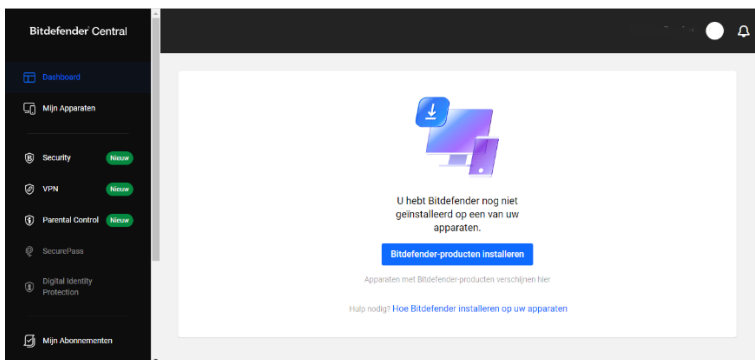 Bitdefender Central
Dashboard
Mijn Apparaten
Security Nieuw
VPN Nieuw
Parental Control Nieuw
SecurePass
Digital Identity
Protection
Mijn Abonnementen
U hebt Bitdefender nog niet
geïnstalleerd op een van uw
apparaten.
Bitdefender-producten installeren
Apparaten met Bitdefender-producten verschijnen hier
Hulp nodig? Hoe Bitdefender installeren op uw apparaten